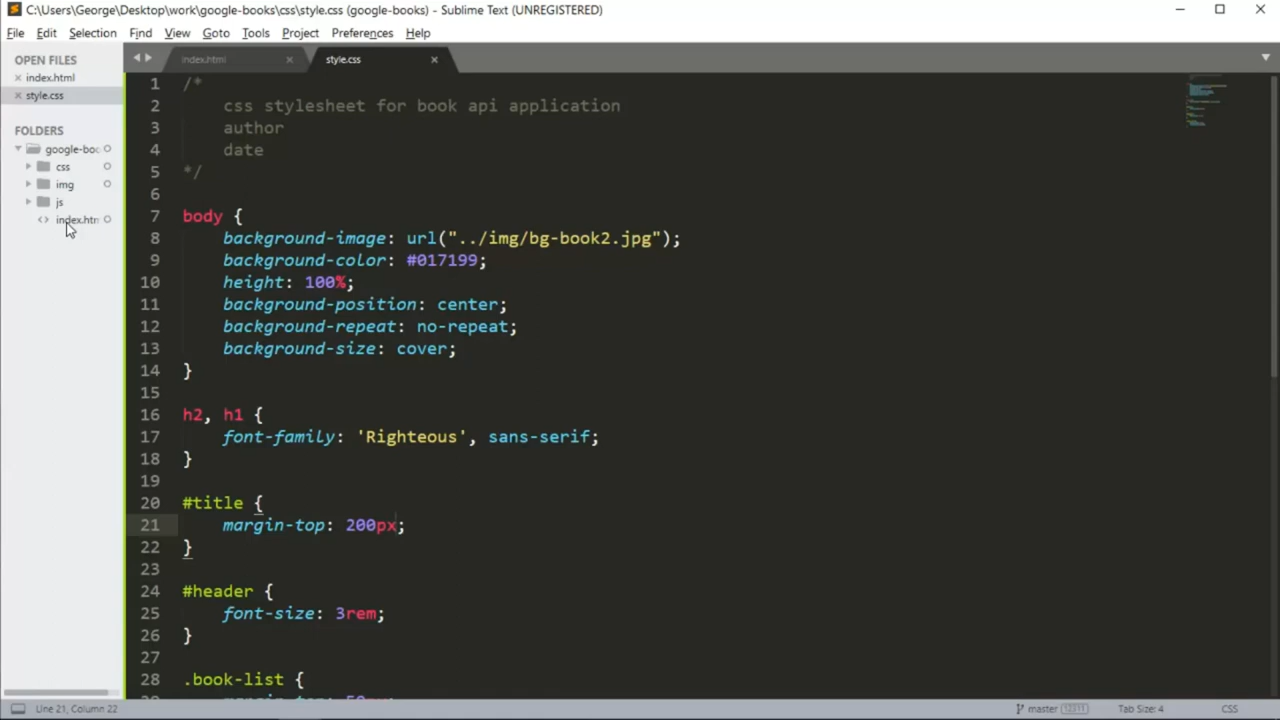 C:\Users\George\Desktop\work\google-books\css\style.css (google-books) - Sublime Text (UNREGISTERED)
File Edit Selection Find View Goto Tools Project Preferences Help
OPEN FILES
index.html
style.css
FOLDERS
google-boo
css
img
js
index.htm
index.html
style.css
1 /*
2 css stylesheet for book api application
3 author
4 date
5 */
6
7 body {
8 background-image: url("../img/bg-book2.jpg");
9 background-color: #017199;
10 height: 100%;
11 background-position: center;
12 background-repeat: no-repeat;
13 background-size: cover;
14 }
15
16 h2, h1 {
17 font-family: 'Righteous', sans-serif;
18 }
19
20 #title {
21 margin-top: 200px;
22 }
23
24 #header {
25 font-size: 3rem;
26 }
27
28 .book-list {
Line 21, Column 22 master 12311 Tab Size: 4 CSS